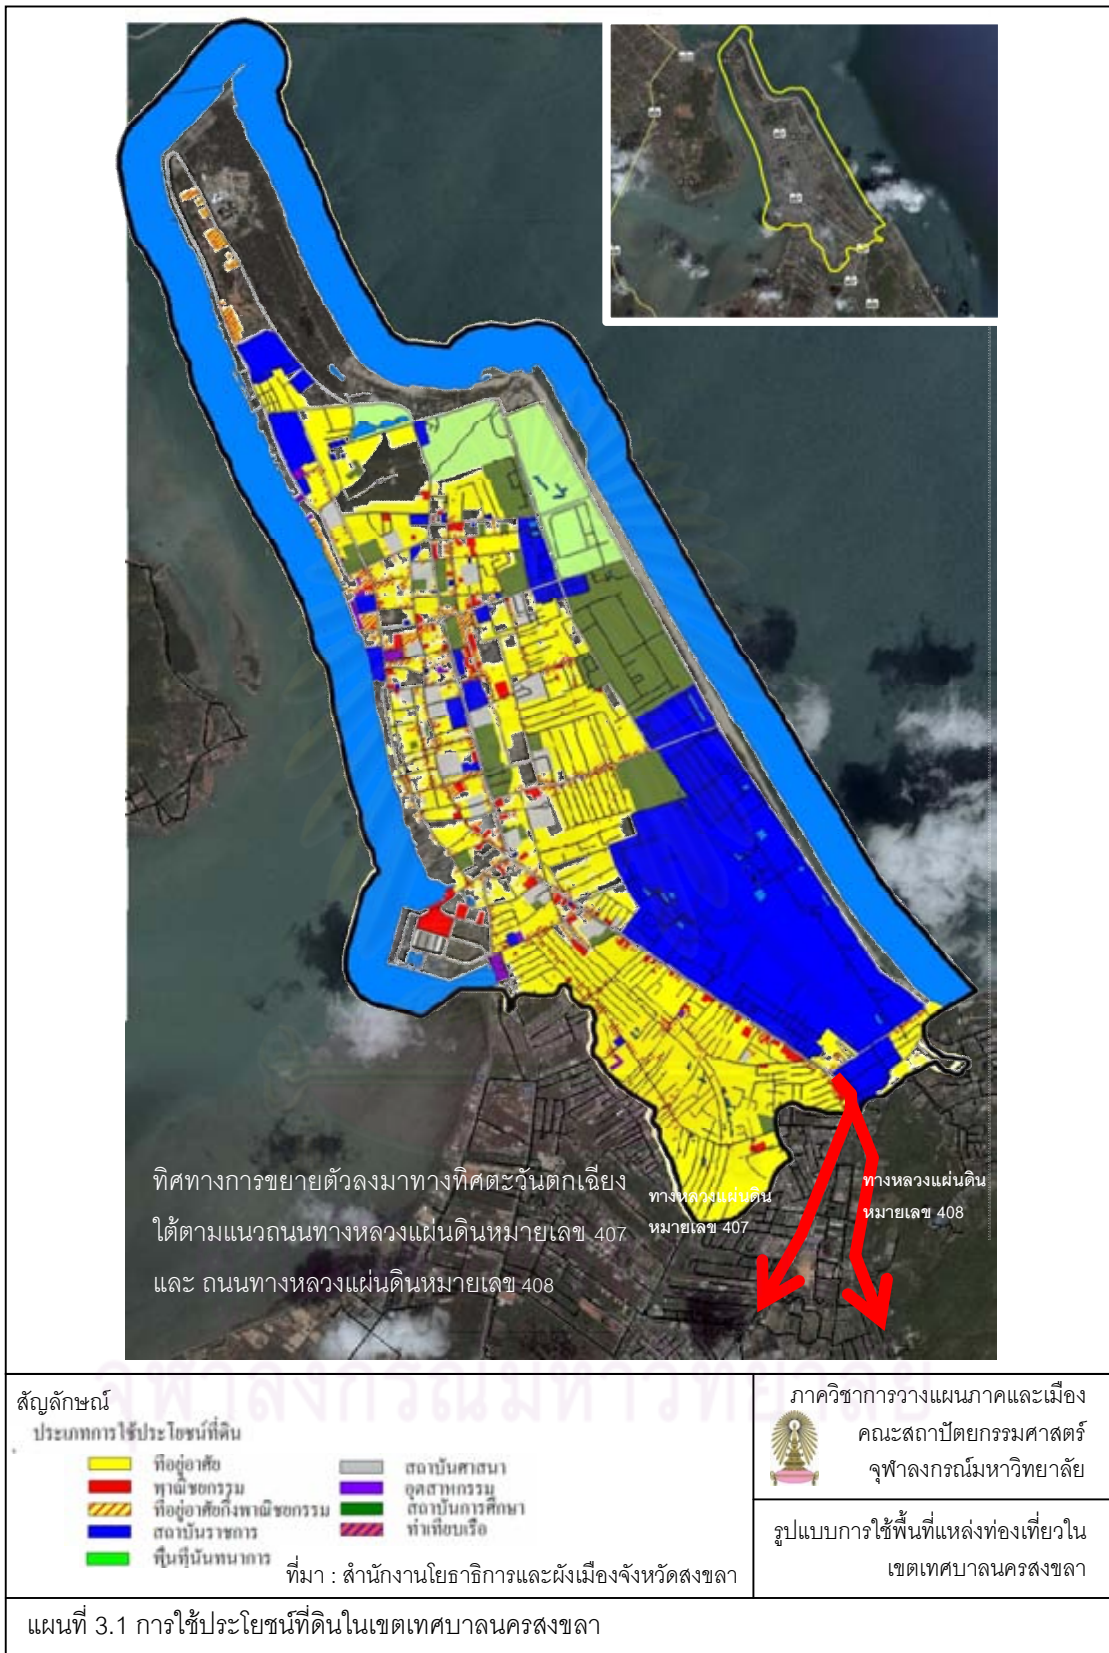 ทิศทางการขยายตัวลงมาทางทิศตะวันตกเฉียง
ใต้ตามแนวถนนทางหลวงแผ่นดินหมายเลข 407
และ ถนนทางหลวงแผ่นดินหมายเลข 408
ทางหลวงแผ่นดิน
หมายเลข 407
ทางหลวงแผ่นดิน
หมายเลข 408
จุฬาลงกรณ์มหาวิทยาลัย
สัญลักษณ์
ประเภทการใช้ประโยชน์ที่ดิน
ที่อยู่อาศัย
พาณิชยกรรม
ที่อยู่อาศัยกึ่งพาณิชยกรรม
สถาบันราชการ
พื้นที่นันทนาการ
สถาบันศาสนา
อุตสาหกรรม
สถาบันการศึกษา
ท่าเทียบเรือ
ที่มา : สำนักงานโยธาธิการและผังเมืองจังหวัดสงขลา
ภาควิชาการวางแผนภาคและเมือง
คณะสถาปัตยกรรมศาสตร์
จุฬาลงกรณ์มหาวิทยาลัย
รูปแบบการใช้พื้นที่แหล่งท่องเที่ยวใน
เขตเทศบาลนครสงขลา
แผนที่ 3.1 การใช้ประโยชน์ที่ดินในเขตเทศบาลนครสงขลา